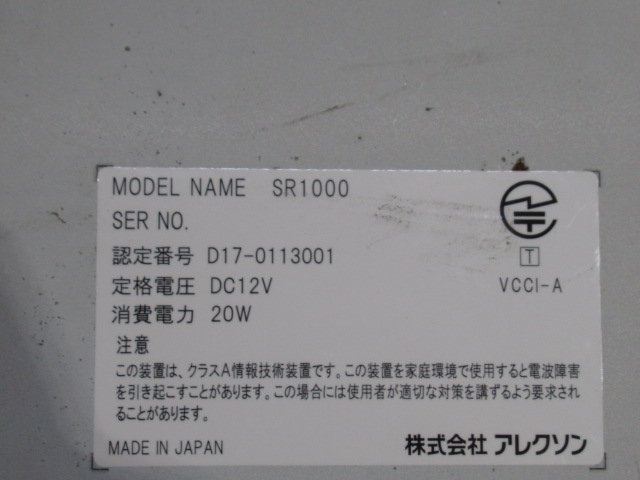 MODEL NAME SR1000
SER NO.
認定番号 D17-0113001
定格電圧 DC12V
消費電力 20W
T
VCCI-A
注意
この装置は、クラスA情報技術装置です。この装置を家庭環境で使用すると電波障害
を引き起こすことがあります。この場合には使用者が適切な対策を講ずるよう要求され
ることがあります。
MADE IN JAPAN
株式会社 アレクソン